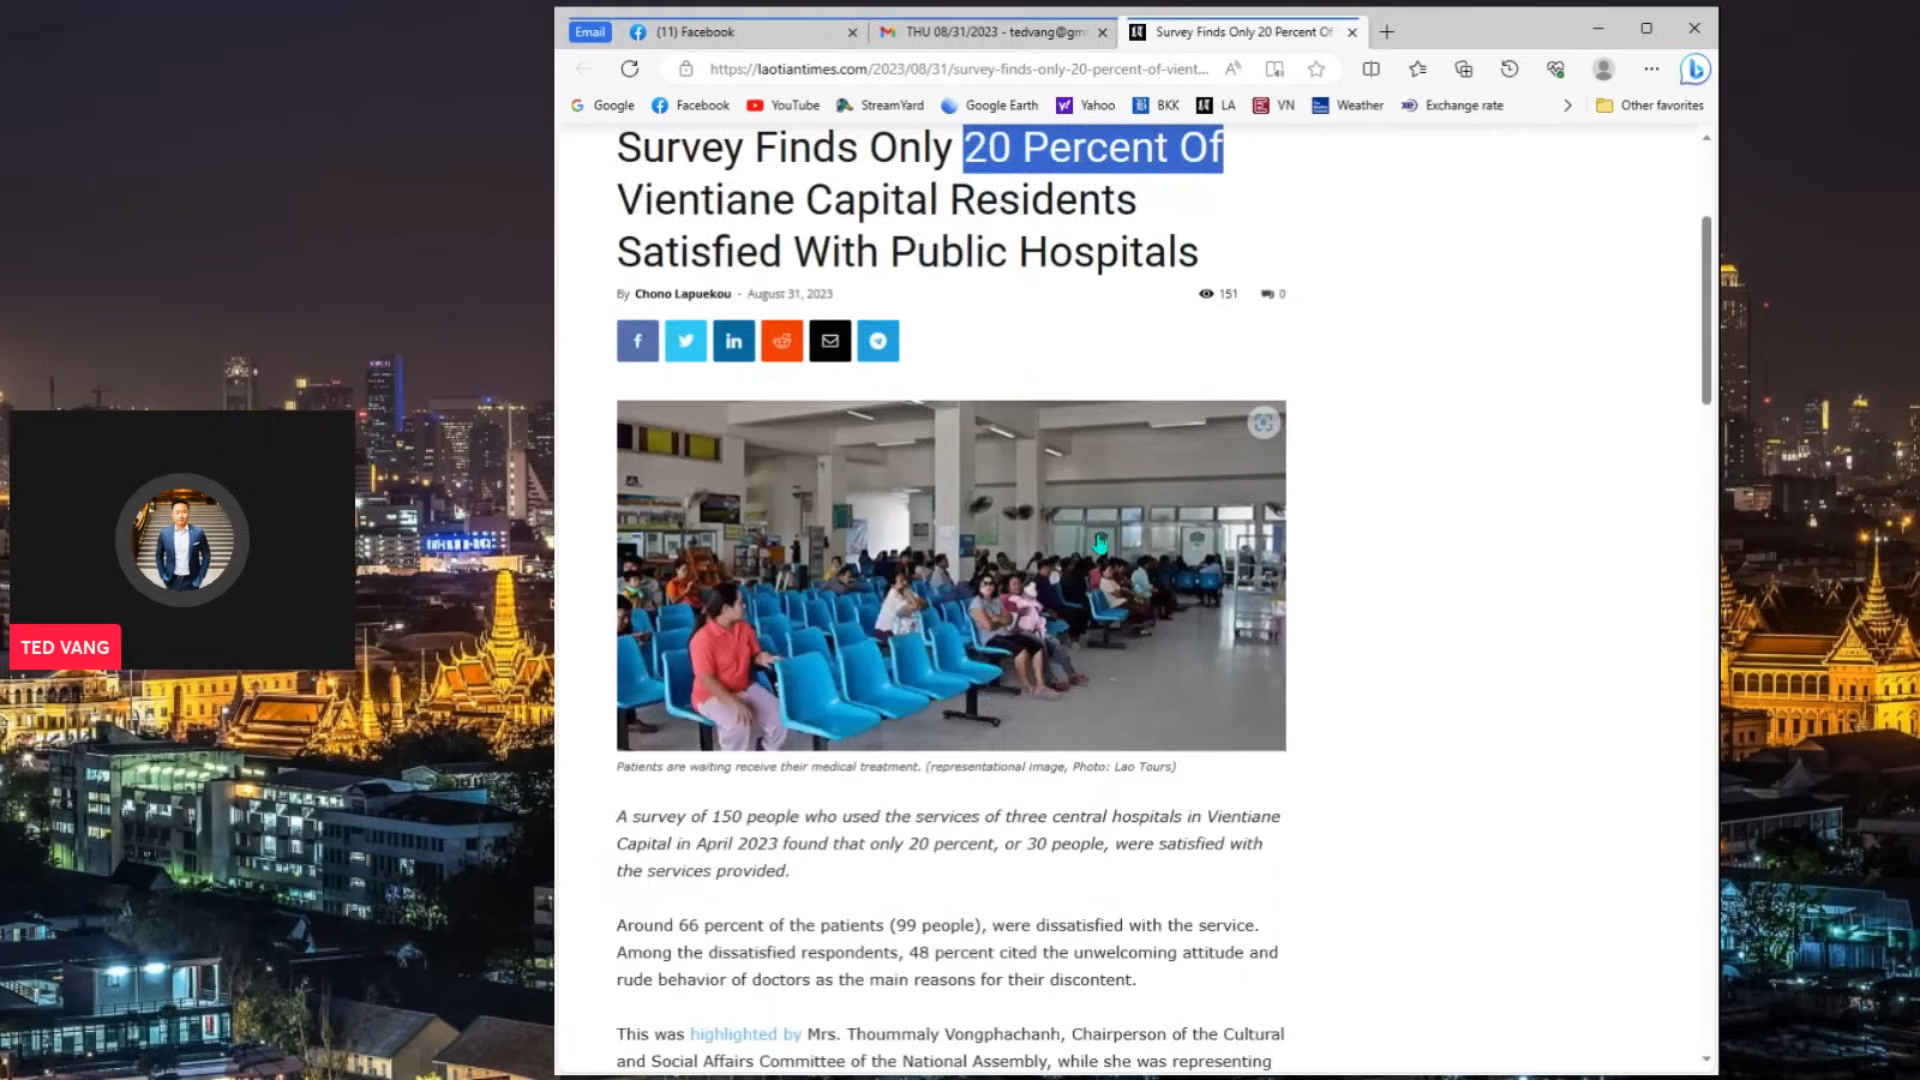 Email
(11) Facebook
THU 08/31/2023 - tedvang@gm
Survey Finds Only 20 Percent Of
https://laotiantimes.com/2023/08/31/survey-finds-only-20-percent-of-vient...
Google
Facebook
YouTube
StreamYard
Google Earth
Yahoo
BKK
LA
VN
Weather
Exchange rate
Other favorites
Survey Finds Only 20 Percent Of
Vientiane Capital Residents
Satisfied With Public Hospitals
By Chono Lapuekou - August 31, 2023
151
0
TED VANG
Patients are waiting receive their medical treatment. (representational image, Photo: Lao Tours)
A survey of 150 people who used the services of three central hospitals in Vientiane
Capital in April 2023 found that only 20 percent, or 30 people, were satisfied with
the services provided.
Around 66 percent of the patients (99 people), were dissatisfied with the service.
Among the dissatisfied respondents, 48 percent cited the unwelcoming attitude and
rude behavior of doctors as the main reasons for their discontent.
This was highlighted by Mrs. Thoummaly Vongphachanh, Chairperson of the Cultural
and Social Affairs Committee of the National Assembly, while she was representing